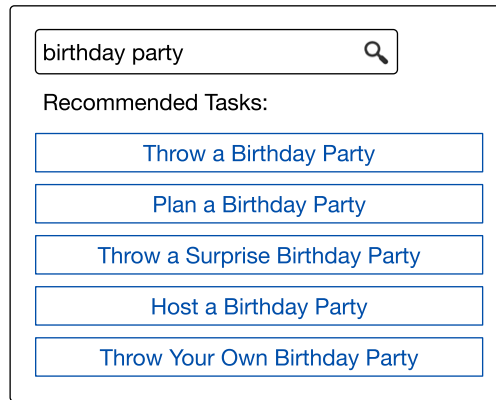 birthday party
Recommended Tasks:
Throw a Birthday Party
Plan a Birthday Party
Throw a Surprise Birthday Party
Host a Birthday Party
Throw Your Own Birthday Party